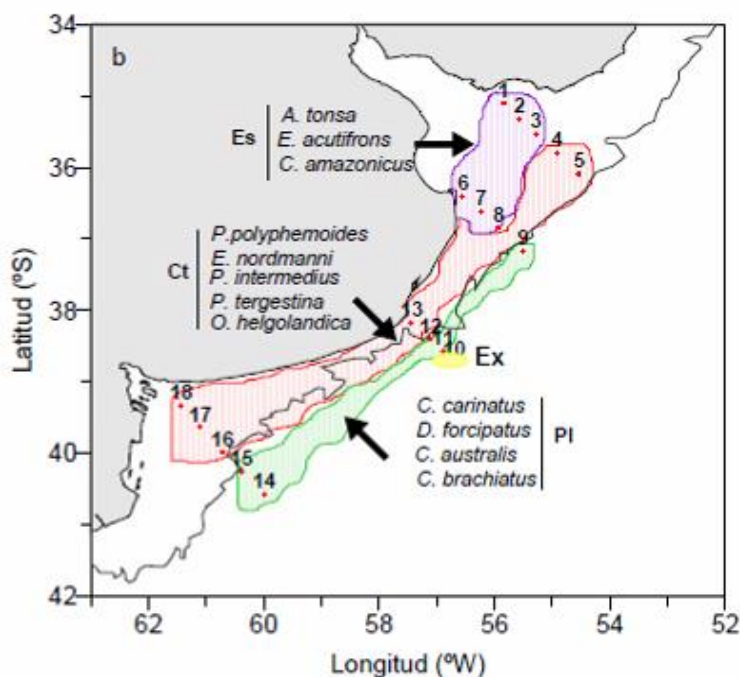 b
34
36
38
40
42
Latitud (ºS)
62
60
58
56
54
52
Longitud (ºW)
Es
A. tonsa
E. acutifrons
C. amazonicus
Ct
P.polyphemoides
E. nordmanni
P. intermedius
P. tergestina
O. helgolandica
Ex
C. carinatus
D. forcipatus
C. australis
C. brachiatus
Pl
1
2
3
4
5
6
7
8
9
13
12
11
10
18
17
16
15
14